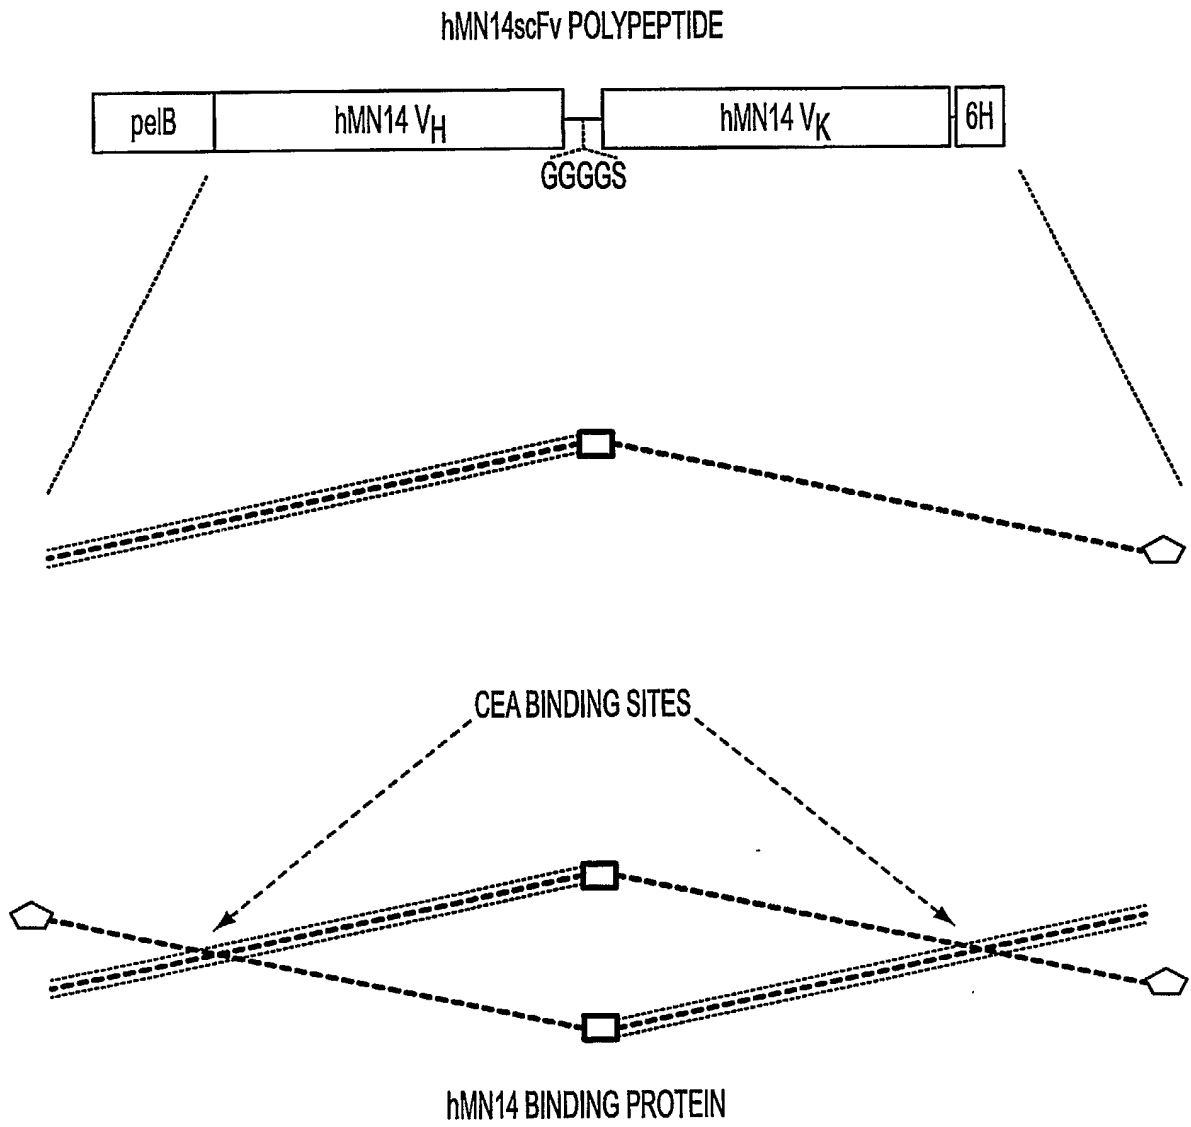 hMN14scFv POLYPEPTIDE
pelB hMN14 VH hMN14 VK 6H
GGGGS
CEA BINDING SITES
hMN14 BINDING PROTEIN